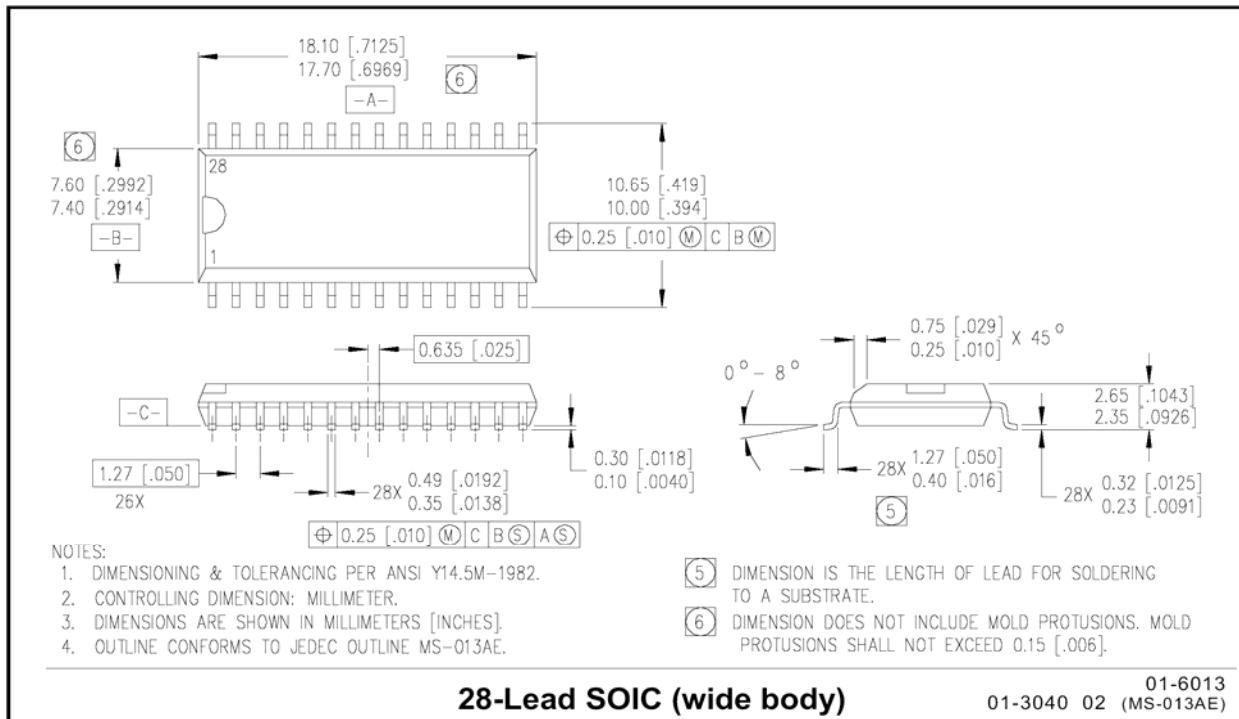 18.10 [.7125]
17.70 [.6969]
6
-A-
6
28
7.60 [.2992]
7.40 [.2914]
-B-
1
10.65 [.419]
10.00 [.394]
⌖ 0.25 [.010] Ⓜ C B Ⓜ
0.635 [.025]
0.75 [.029]
0.25 [.010] X 45°
0° - 8°
-C-
2.65 [.1043]
2.35 [.0926]
1.27 [.050]
26X
28X 0.49 [.0192]
0.35 [.0138]
0.30 [.0118]
0.10 [.0040]
28X 1.27 [.050]
0.40 [.016]
28X 0.32 [.0125]
0.23 [.0091]
5
⌖ 0.25 [.010] Ⓜ C B Ⓢ A Ⓢ
NOTES:
1. DIMENSIONING & TOLERANCING PER ANSI Y14.5M-1982.
2. CONTROLLING DIMENSION: MILLIMETER.
3. DIMENSIONS ARE SHOWN IN MILLIMETERS [INCHES].
4. OUTLINE CONFORMS TO JEDEC OUTLINE MS-013AE.
5 DIMENSION IS THE LENGTH OF LEAD FOR SOLDERING
TO A SUBSTRATE.
6 DIMENSION DOES NOT INCLUDE MOLD PROTUSIONS. MOLD
PROTUSIONS SHALL NOT EXCEED 0.15 [.006].
28-Lead SOIC (wide body)
01-6013
01-3040 02 (MS-013AE)